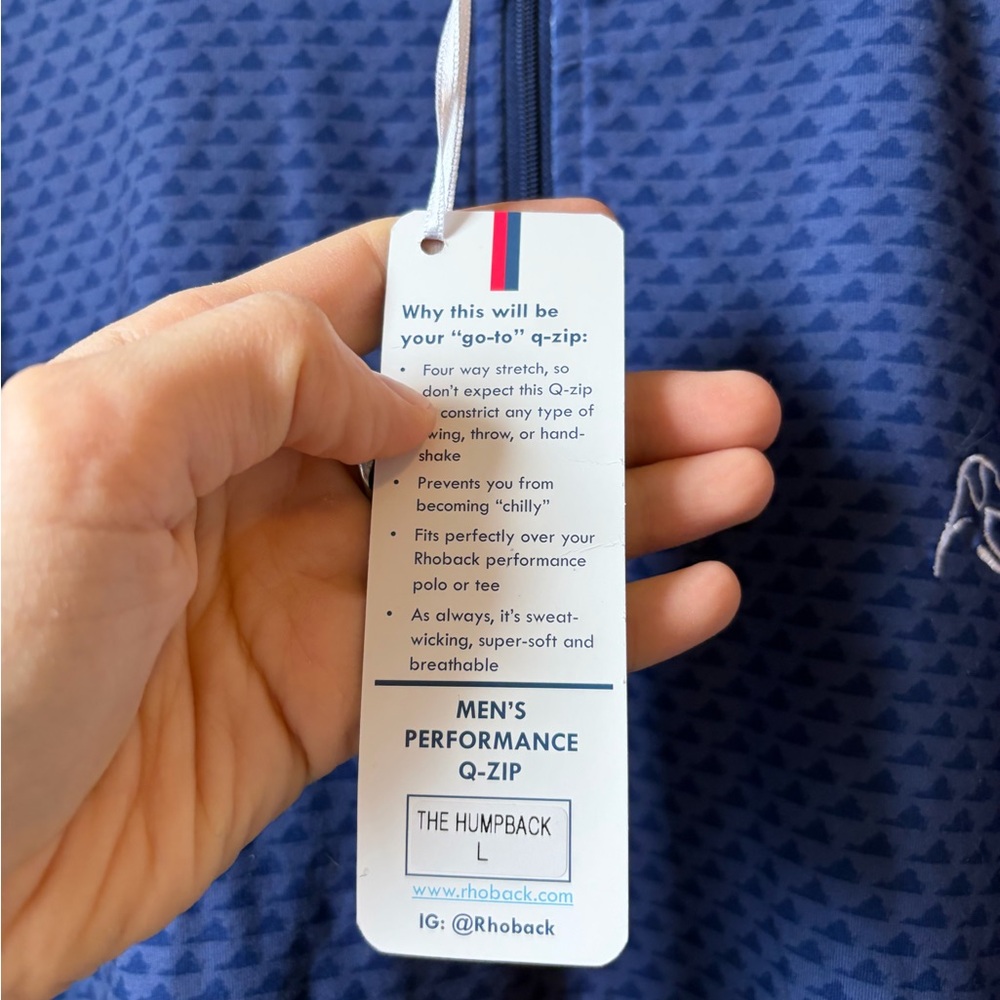 Why this will be
your “go-to” q-zip:
• Four way stretch, so
don’t expect this Q-zip
constrict any type of
wing, throw, or hand-
shake
• Prevents you from
becoming “chilly”
• Fits perfectly over your
Rhoback performance
polo or tee
• As always, it’s sweat-
wicking, super-soft and
breathable
MEN’S
PERFORMANCE
Q-ZIP
THE HUMPBACK
L
www.rhoback.com
IG: @Rhoback